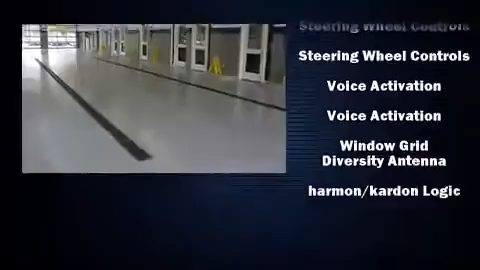 Steering Wheel Controls
Steering Wheel Controls
Voice Activation
Voice Activation
Window Grid
Diversity Antenna
harmon/kardon Logic